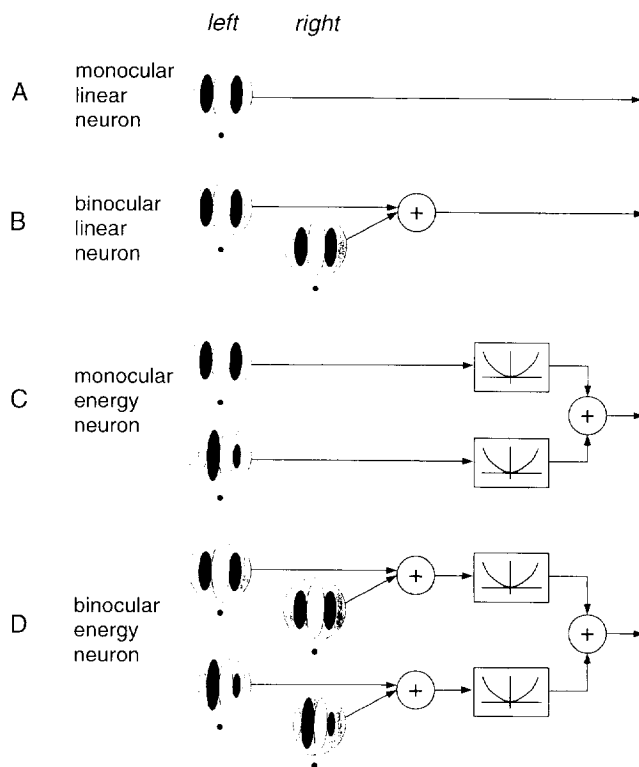 left right
A monocular linear neuron
B binocular linear neuron
+
C monocular energy neuron
+
D binocular energy neuron
+
+
+